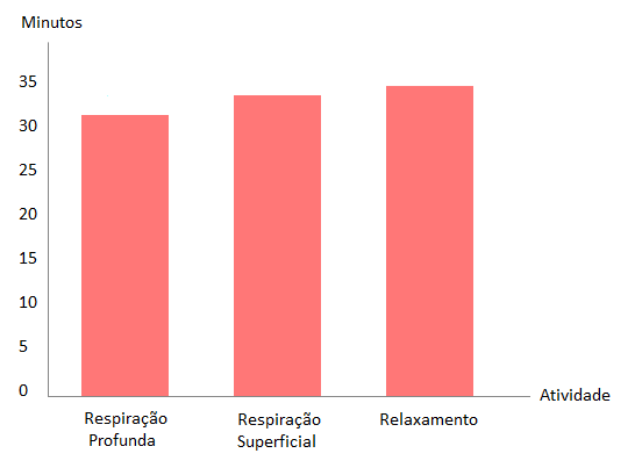 Minutos
35
30
25
20
15
10
5
0
Atividade
Respiração
Profunda
Respiração
Superficial
Relaxamento